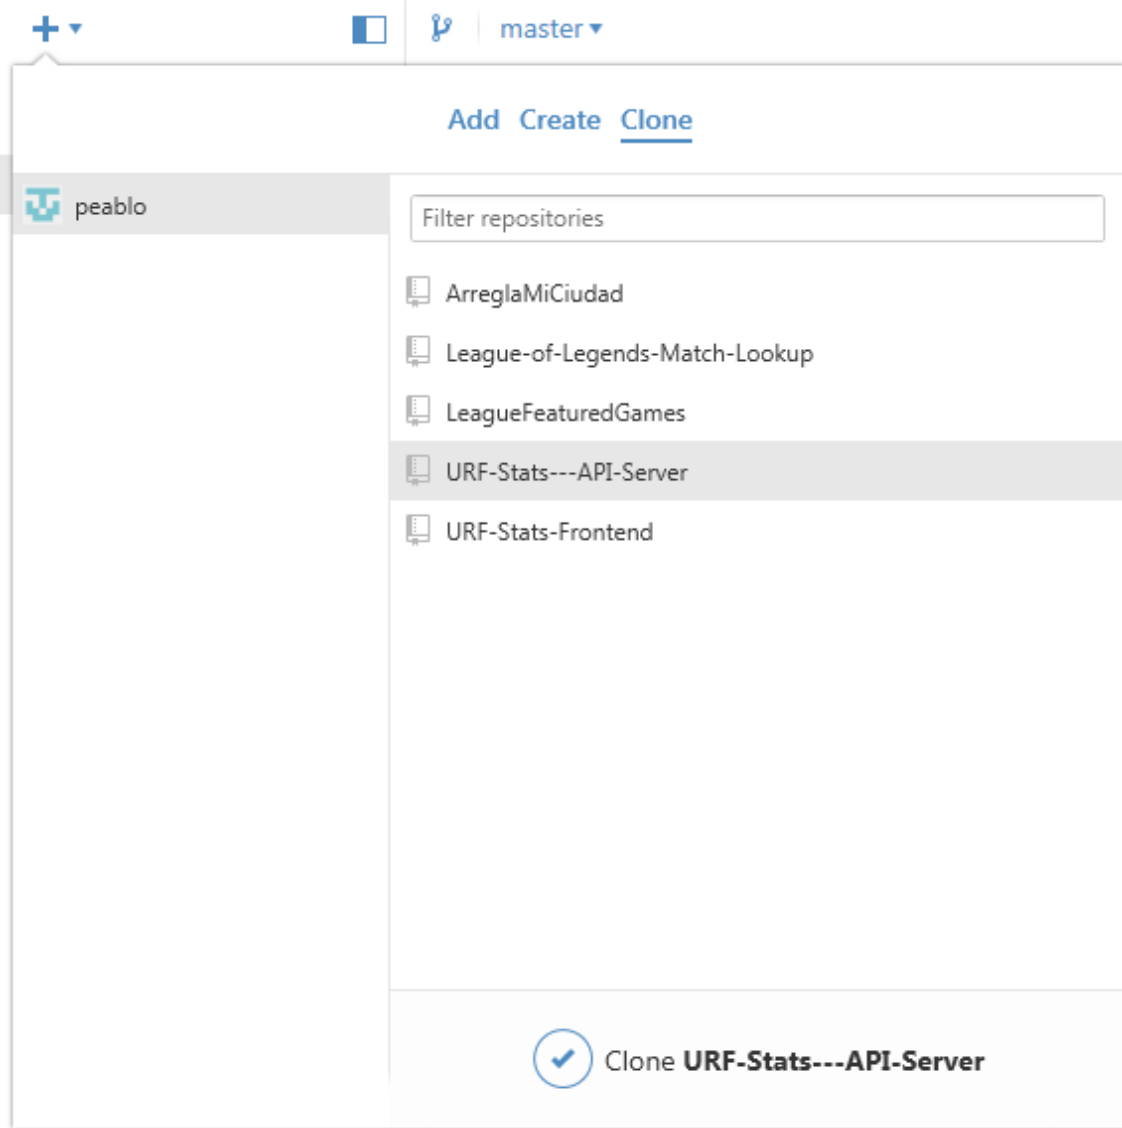 master
Add Create Clone
peablo
Filter repositories
ArreglaMiCiudad
League-of-Legends-Match-Lookup
LeagueFeaturedGames
URF-Stats---API-Server
URF-Stats-Frontend
Clone URF-Stats---API-Server